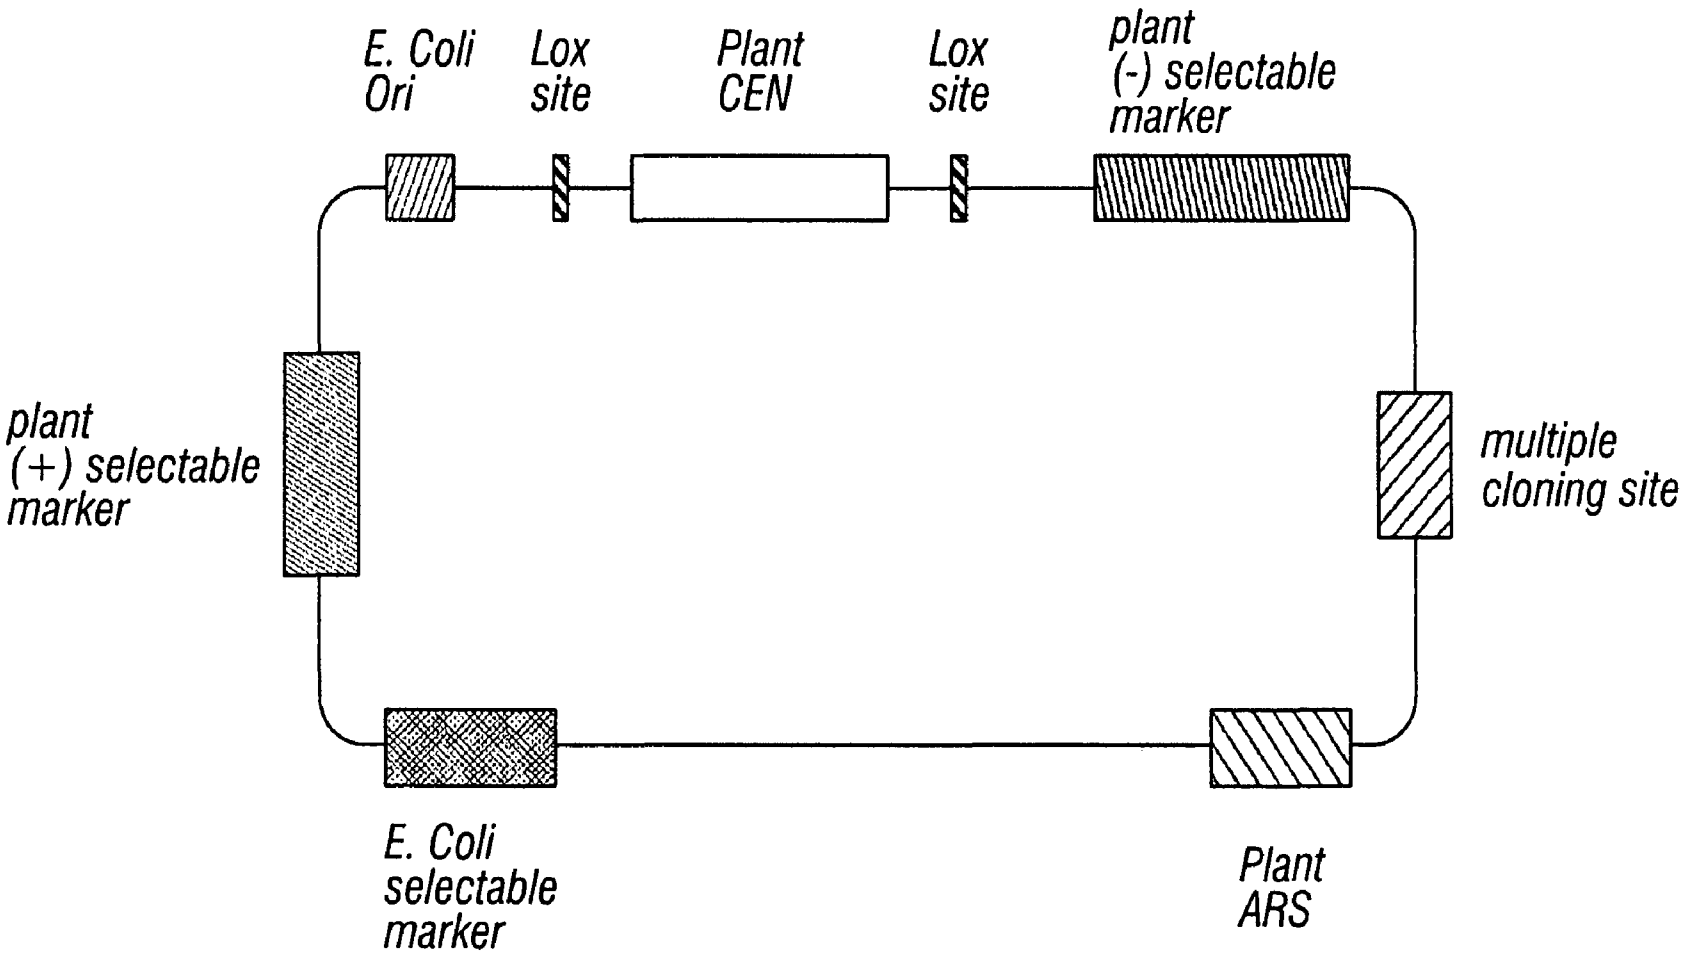 E. Coli
Ori
Lox
site
Plant
CEN
Lox
site
plant
(-) selectable
marker
plant
(+) selectable
marker
multiple
cloning site
E. Coli
selectable
marker
Plant
ARS